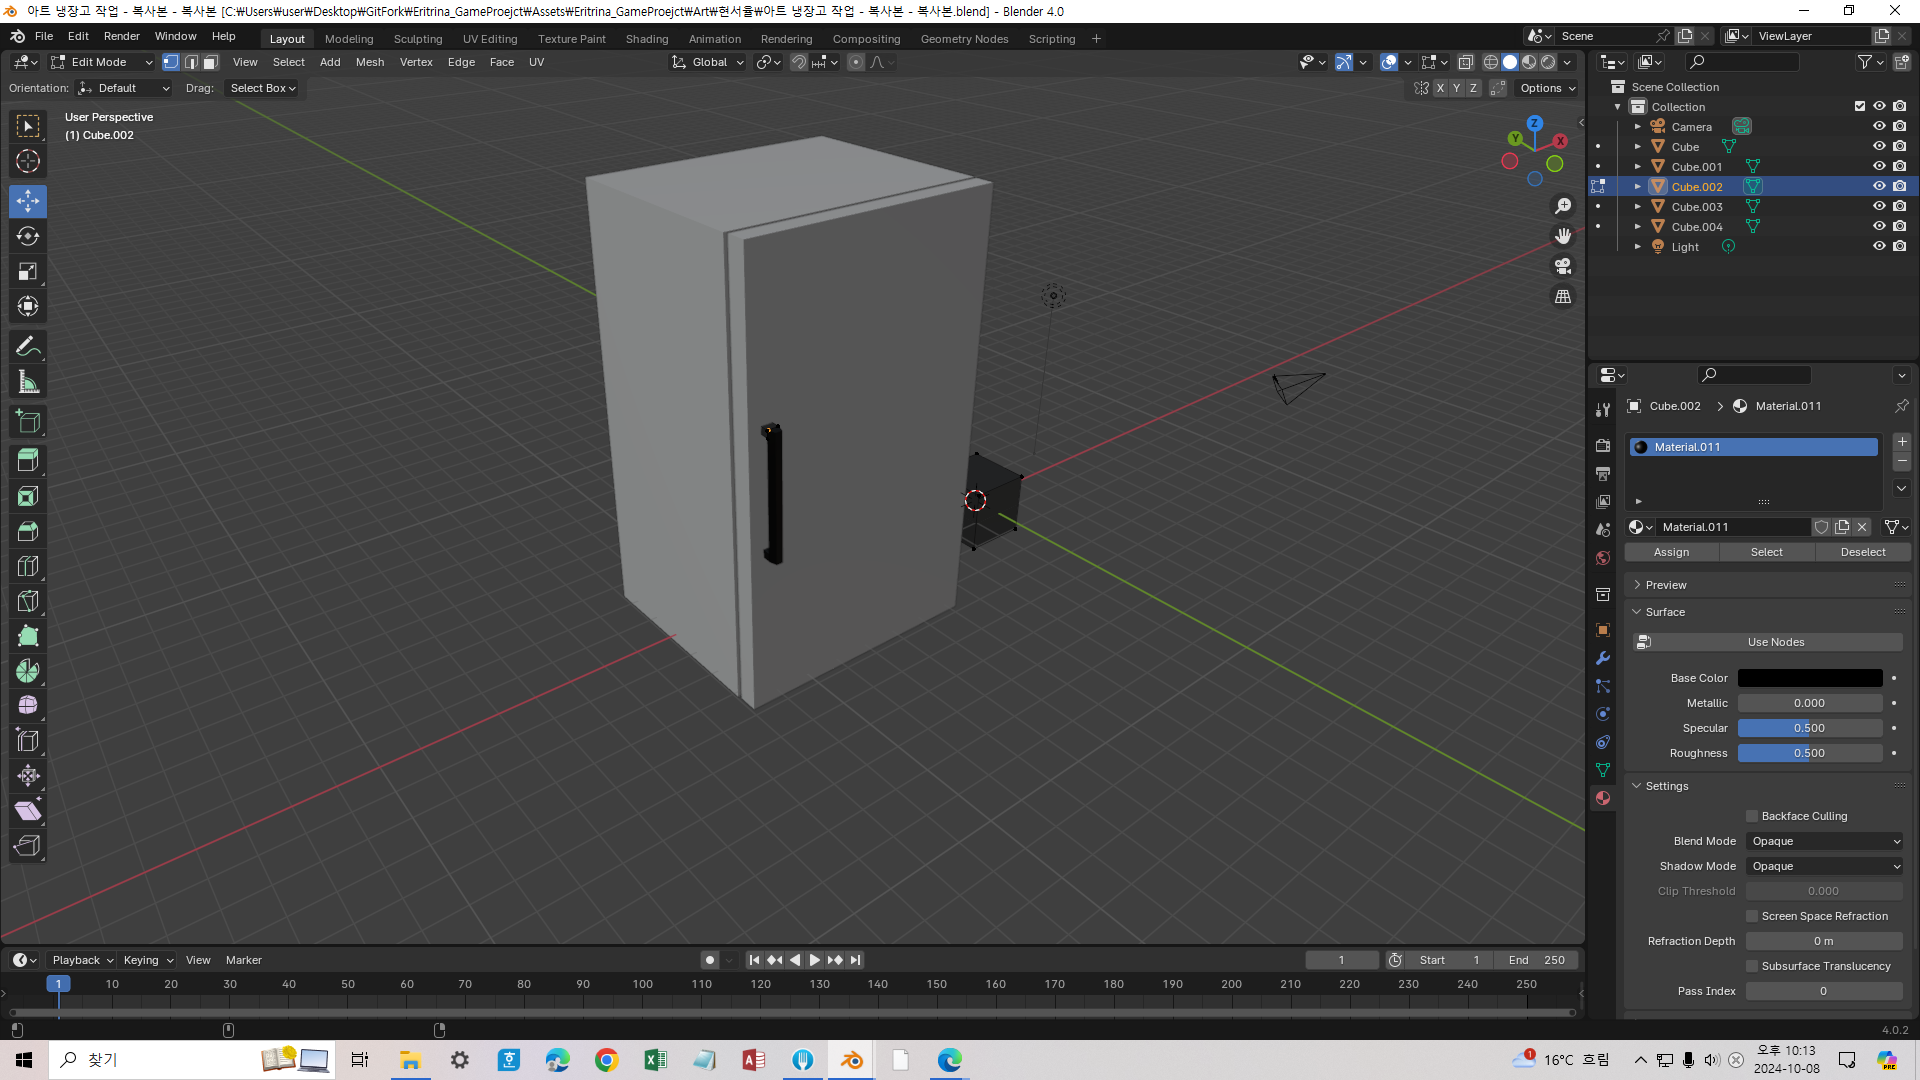 아트 냉장고 작업 - 복사본 - 복사본 [C:₩Users₩user₩Desktop₩GitFork₩Eritrina_GameProejct₩Assets₩Eritrina_GameProejct₩Art₩현서율₩아트 냉장고 작업 - 복사본 - 복사본.blend] - Blender 4.0
File Edit Render Window Help
Layout Modeling Sculpting UV Editing Texture Paint Shading Animation Rendering Compositing Geometry Nodes Scripting +
Scene
ViewLayer
Edit Mode
View Select Add Mesh Vertex Edge Face UV
Global
Orientation: Default Drag: Select Box
X Y Z Options
User Perspective
(1) Cube.002
Z
Y
X
Scene Collection
Collection
Camera
Cube
Cube.001
Cube.002
Cube.003
Cube.004
Light
Cube.002 > Material.011
Material.011
Material.011
Assign Select Deselect
Preview
Surface
Use Nodes
Base Color
Metallic 0.000
Specular 0.500
Roughness 0.500
Settings
Backface Culling
Blend Mode Opaque
Shadow Mode Opaque
Clip Threshold 0.000
Screen Space Refraction
Refraction Depth 0 m
Subsurface Translucency
Pass Index 0
Playback Keying View Marker
1 Start 1 End 250
1 10 20 30 40 50 60 70 80 90 100 110 120 130 140 150 160 170 180 190 200 210 220 230 240 250
4.0.2
찾기
1
16°C 흐림
PRE
오후 10:13
2024-10-08